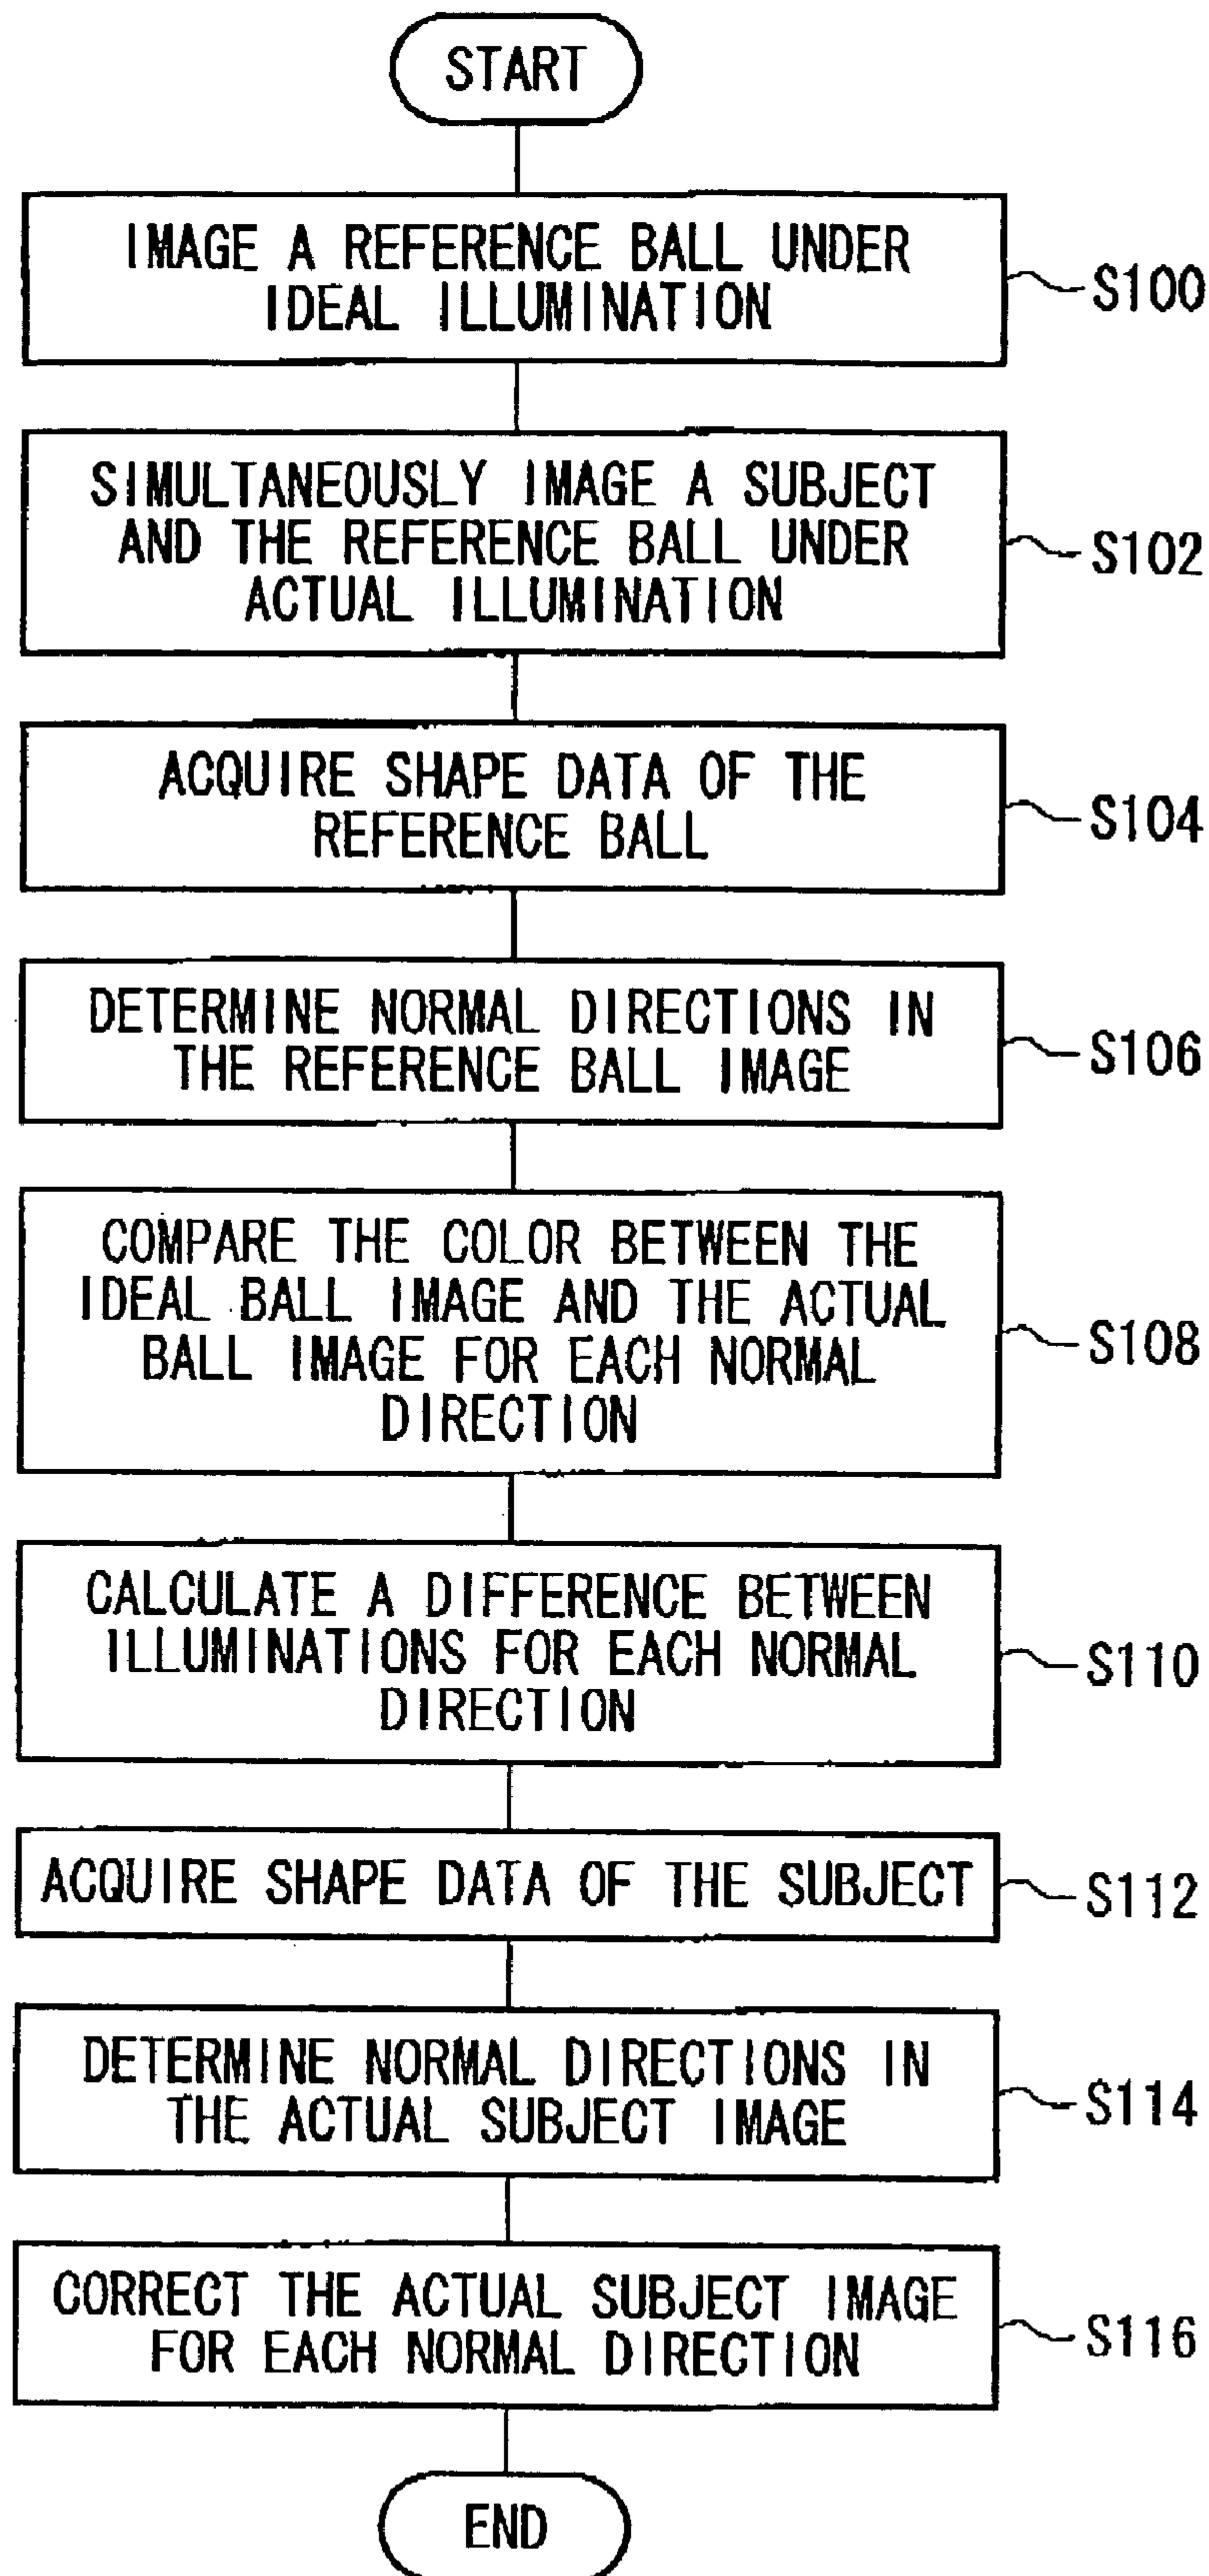 START
IMAGE A REFERENCE BALL UNDER
IDEAL ILLUMINATION
S100
SIMULTANEOUSLY IMAGE A SUBJECT
AND THE REFERENCE BALL UNDER
ACTUAL ILLUMINATION
S102
ACQUIRE SHAPE DATA OF THE
REFERENCE BALL
S104
DETERMINE NORMAL DIRECTIONS IN
THE REFERENCE BALL IMAGE
S106
COMPARE THE COLOR BETWEEN THE
IDEAL BALL IMAGE AND THE ACTUAL
BALL IMAGE FOR EACH NORMAL
DIRECTION
S108
CALCULATE A DIFFERENCE BETWEEN
ILLUMINATIONS FOR EACH NORMAL
DIRECTION
S110
ACQUIRE SHAPE DATA OF THE SUBJECT
S112
DETERMINE NORMAL DIRECTIONS IN
THE ACTUAL SUBJECT IMAGE
S114
CORRECT THE ACTUAL SUBJECT IMAGE
FOR EACH NORMAL DIRECTION
S116
END